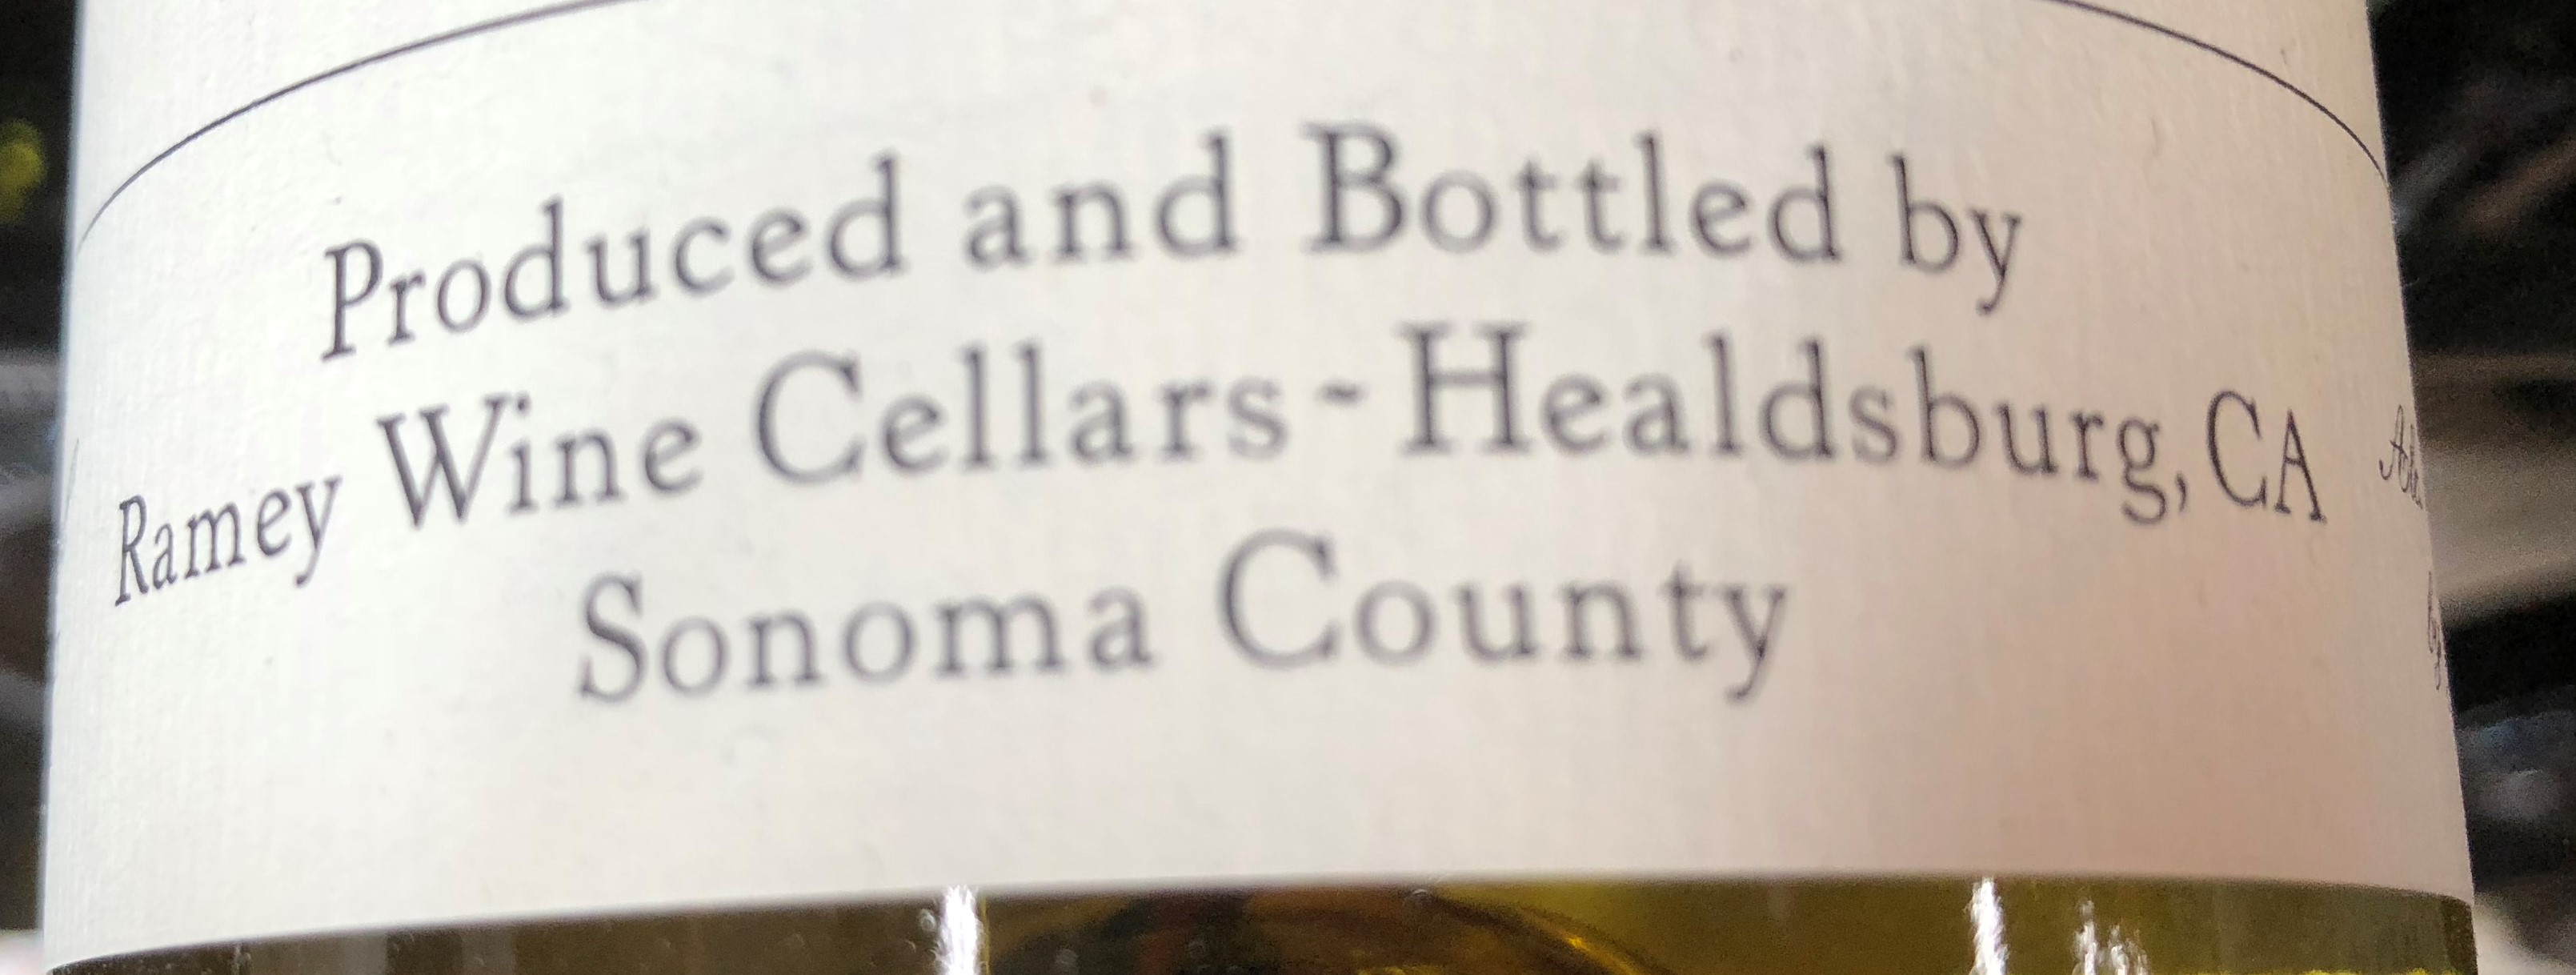 Produced and Bottled by
Ramey Wine Cellars - Healdsburg, CA
Sonoma County